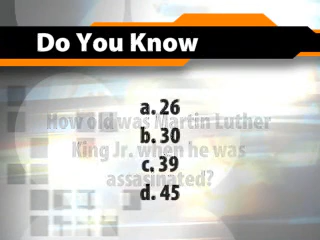 Do You Know
How old was Martin Luther
King Jr. when he was
assasinated?
a. 26
b. 30
c. 39
d. 45